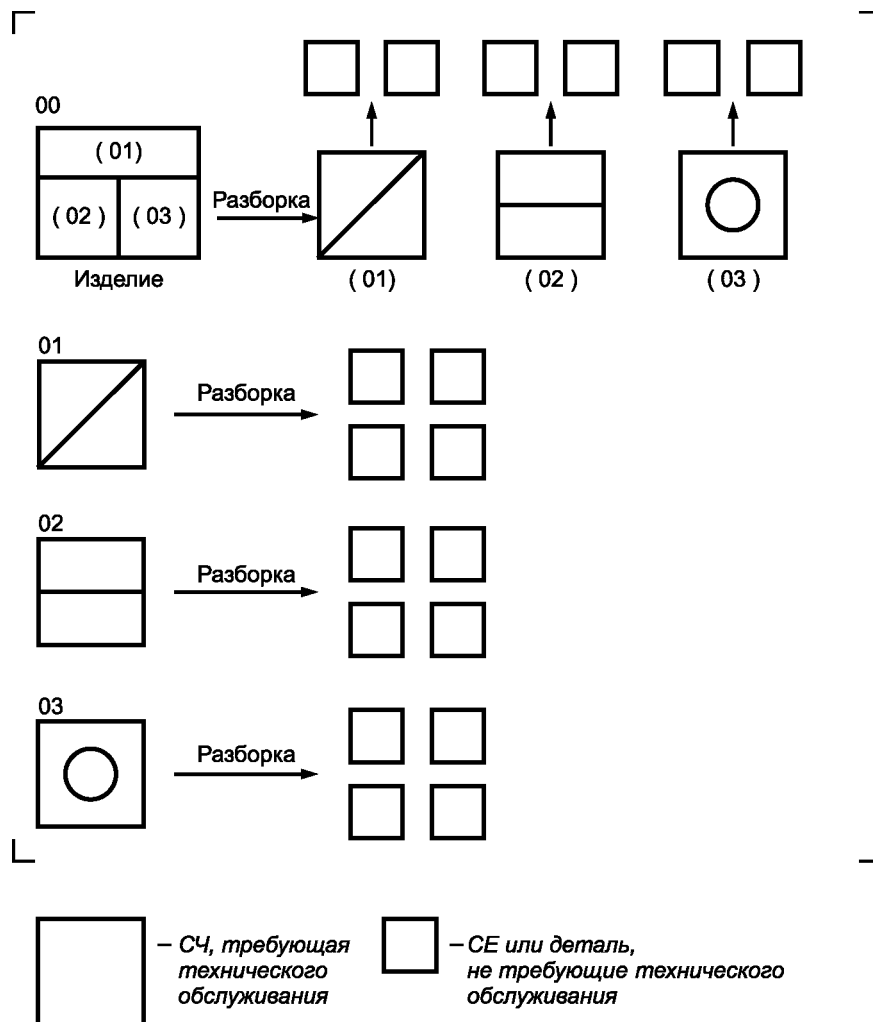 00
( 01)
( 02 ) ( 03 )
Изделие
Разборка
( 01)
( 02 )
( 03 )
01
Разборка
02
Разборка
03
Разборка
– СЧ, требующая
технического
обслуживания
– СЕ или деталь,
не требующие технического
обслуживания